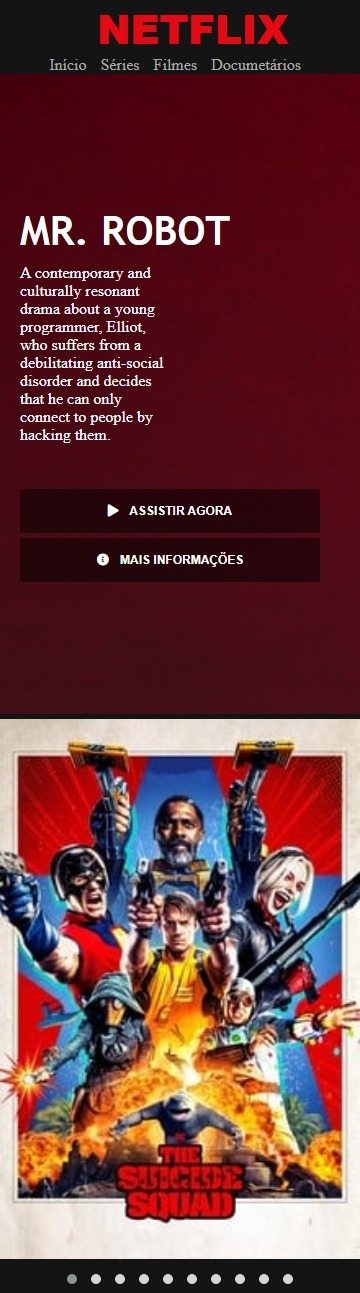 NETFLIX
Início Séries Filmes Documetários
MR. ROBOT
A contemporary and
culturally resonant
drama about a young
programmer, Elliot,
who suffers from a
debilitating anti-social
disorder and decides
that he can only
connect to people by
hacking them.
ASSISTIR AGORA
MAIS INFORMAÇÕES
THE
SUICIDE
SQUAD